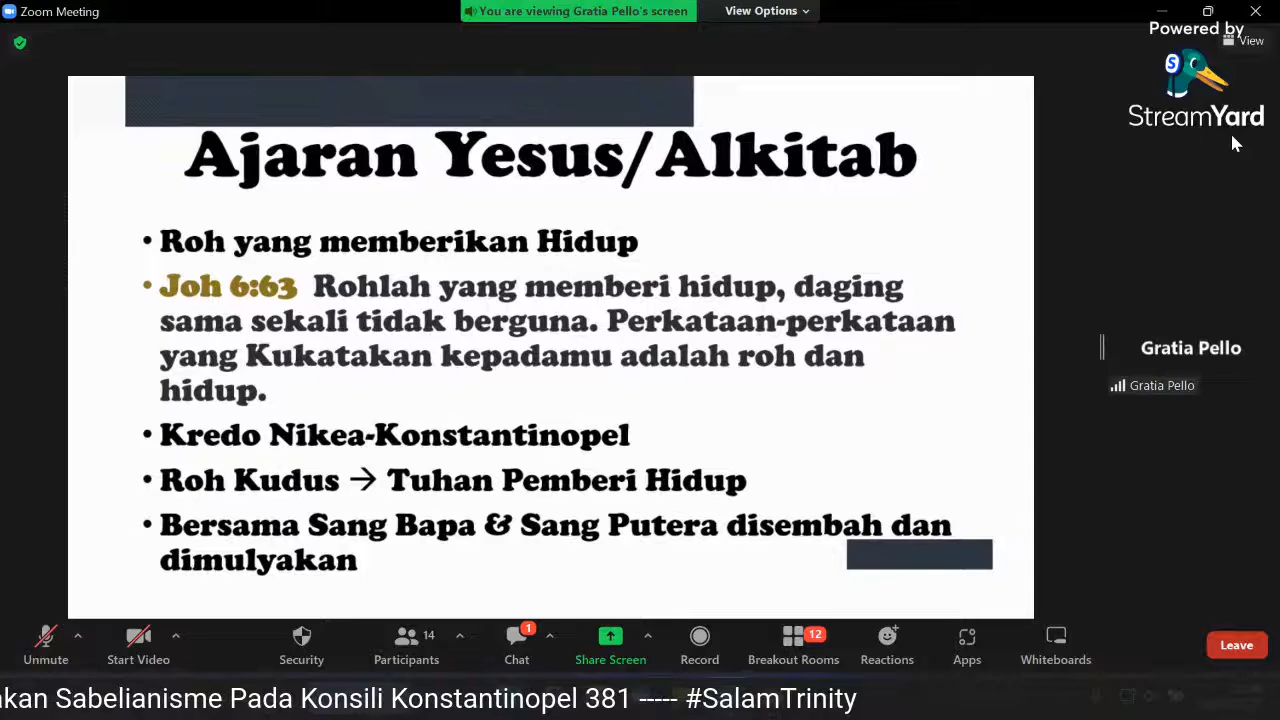 Zoom Meeting
You are viewing Gratia Pello's screen
View Options
Powered by
View
S
StreamYard
Ajaran Yesus/Alkitab
• Roh yang memberikan Hidup
• Joh 6:63 Rohlah yang memberi hidup, daging
sama sekali tidak berguna. Perkataan-perkataan
yang Kukatakan kepadamu adalah roh dan
hidup.
• Kredo Nikea-Konstantinopel
• Roh Kudus → Tuhan Pemberi Hidup
• Bersama Sang Bapa & Sang Putera disembah dan
dimulyakan
Gratia Pello
Gratia Pello
14
1
12
Unmute
Start Video
Security
Participants
Chat
Share Screen
Record
Breakout Rooms
Reactions
Apps
Whiteboards
Leave
akan Sabelianisme Pada Konsili Konstantinopel 381 ----- #SalamTrinity